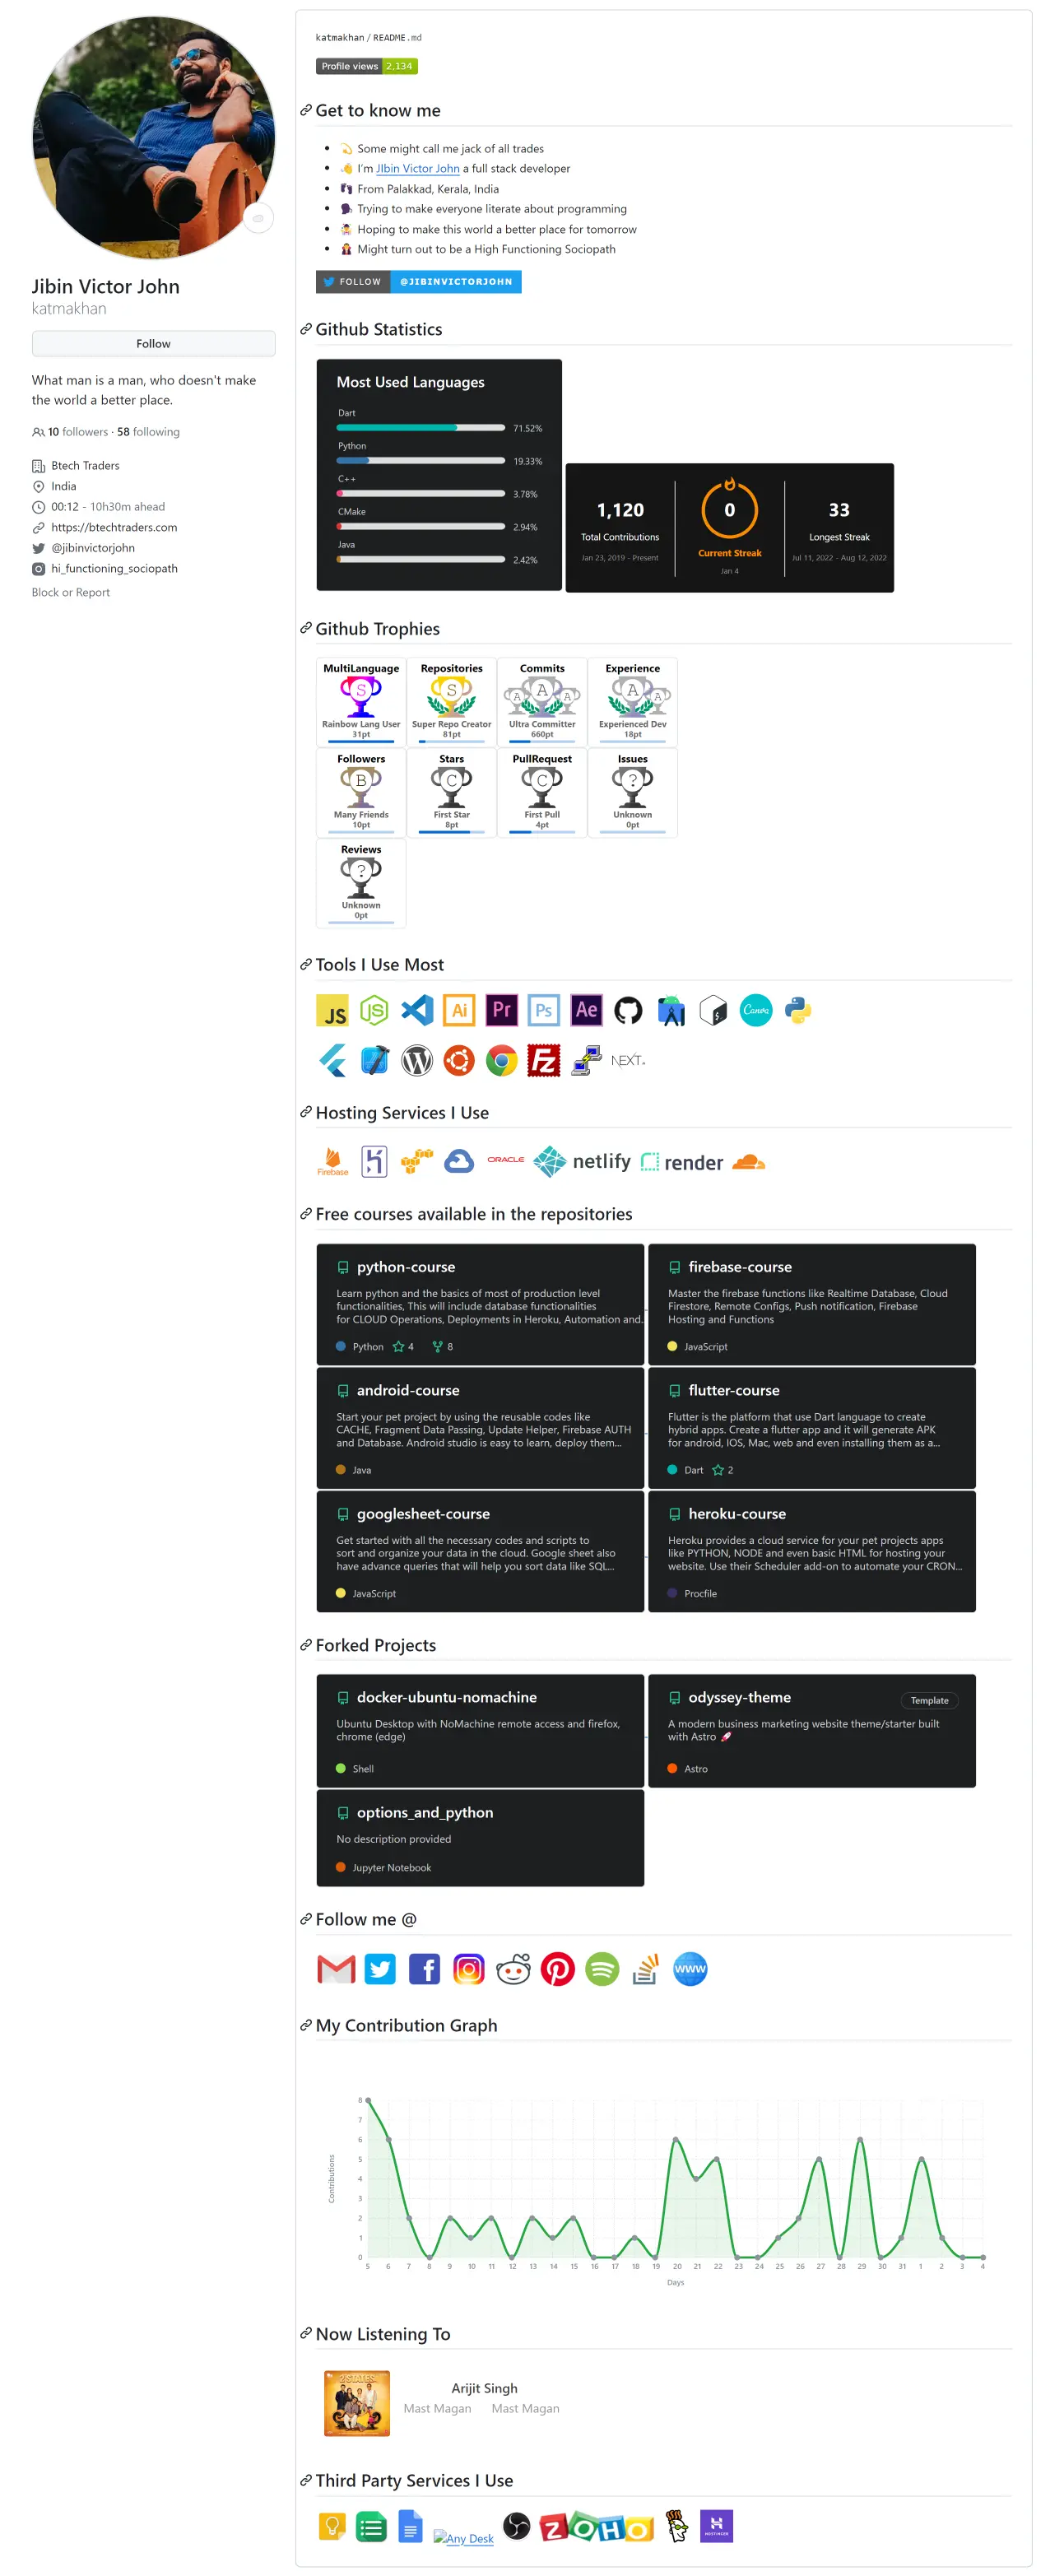 Jibin Victor John
katmakhan
Follow
What man is a man, who doesn't make
the world a better place.
10 followers · 58 following
Btech Traders
India
00:12 - 10h30m ahead
https://btechtraders.com
@jibinvictorjohn
hi_functioning_sociopath
Block or Report
katmakhan / README.md
Profile views 2,134
Get to know me
Some might call me jack of all trades
I'm JIbin Victor John a full stack developer
From Palakkad, Kerala, India
Trying to make everyone literate about programming
Hoping to make this world a better place for tomorrow
Might turn out to be a High Functioning Sociopath
FOLLOW @JIBINVICTORJOHN
Github Statistics
Most Used Languages
Dart
71.52%
Python
19.33%
C++
3.78%
CMake
2.94%
Java
2.42%
1,120
Total Contributions
Jan 23, 2019 - Present
0
Current Streak
Jan 4
33
Longest Streak
Jul 11, 2022 - Aug 12, 2022
Github Trophies
MultiLanguage Repositories Commits Experience
S S A A A A A
Rainbow Lang User Super Repo Creator Ultra Committer Experienced Dev
31pt 81pt 660pt 18pt
Followers Stars PullRequest Issues
B C C ?
Many Friends First Star First Pull Unknown
10pt 8pt 4pt 0pt
Reviews
?
Unknown
0pt
Tools I Use Most
JS JS Ai Pr Ps Ae $ Canva
W FZ NEXT.
Hosting Services I Use
Firebase ORACLE netlify render
Free courses available in the repositories
python-course
Learn python and the basics of most of production level
functionalities, This will include database functionalities
for CLOUD Operations, Deployments in Heroku, Automation and...
Python 4 8
firebase-course
Master the firebase functions like Realtime Database, Cloud
Firestore, Remote Configs, Push notification, Firebase
Hosting and Functions
JavaScript
android-course
Start your pet project by using the reusable codes like
CACHE, Fragment Data Passing, Update Helper, Firebase AUTH
and Database. Android studio is easy to learn, deploy them...
Java
flutter-course
Flutter is the platform that use Dart language to create
hybrid apps. Create a flutter app and it will generate APK
for android, IOS, Mac, web and even installing them as a...
Dart 2
googlesheet-course
Get started with all the necessary codes and scripts to
sort and organize your data in the cloud. Google sheet also
have advance queries that will help you sort data like SQL...
JavaScript
heroku-course
Heroku provides a cloud service for your pet projects apps
like PYTHON, NODE and even basic HTML for hosting your
website. Use their Scheduler add-on to automate your CRON...
Procfile
Forked Projects
docker-ubuntu-nomachine
Ubuntu Desktop with NoMachine remote access and firefox,
chrome (edge)
Shell
odyssey-theme
Template
A modern business marketing website theme/starter built
with Astro 🚀
Astro
options_and_python
No description provided
Jupyter Notebook
Follow me @
www
My Contribution Graph
Contributions
8
7
6
5
4
3
2
1
0
5 6 7 8 9 10 11 12 13 14 15 16 17 18 19 20 21 22 23 24 25 26 27 28 29 30 31 1 2 3 4
Days
Now Listening To
2 STATES
Arijit Singh
Mast Magan Mast Magan
Third Party Services I Use
Any Desk ZOHO HOSTINGER